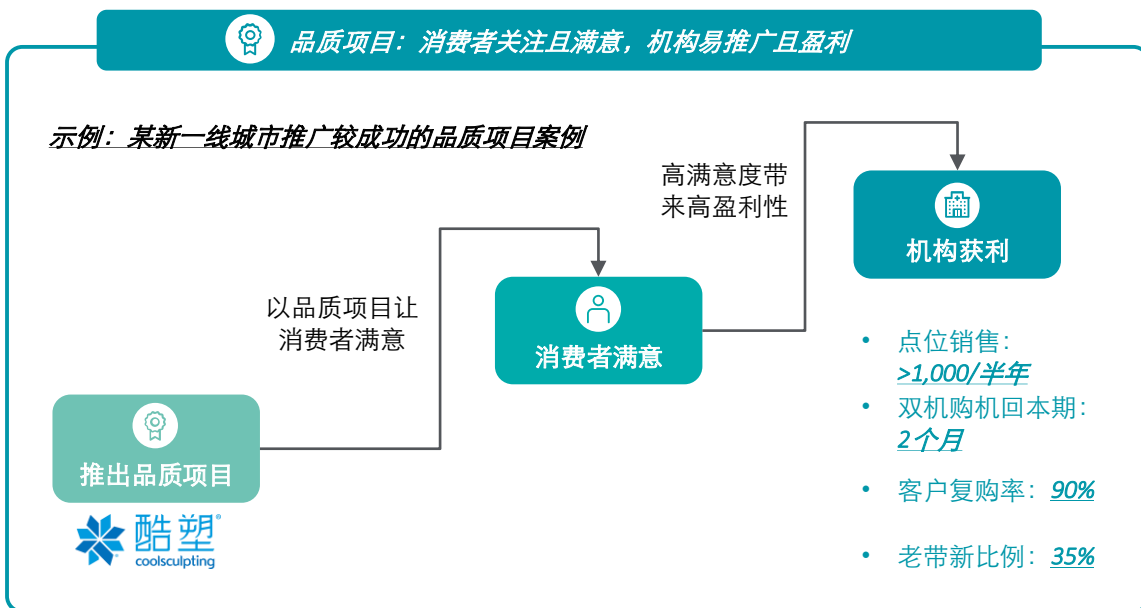 品质项目：消费者关注且满意，机构易推广且盈利
示例：某新一线城市推广较成功的品质项目案例
高满意度带
来高盈利性
机构获利
以品质项目让
消费者满意
消费者满意
推出品质项目
酷塑®
coolsculpting
• 点位销售：
>1,000/半年
• 双机购机回本期：
2个月
• 客户复购率：90%
• 老带新比例：35%